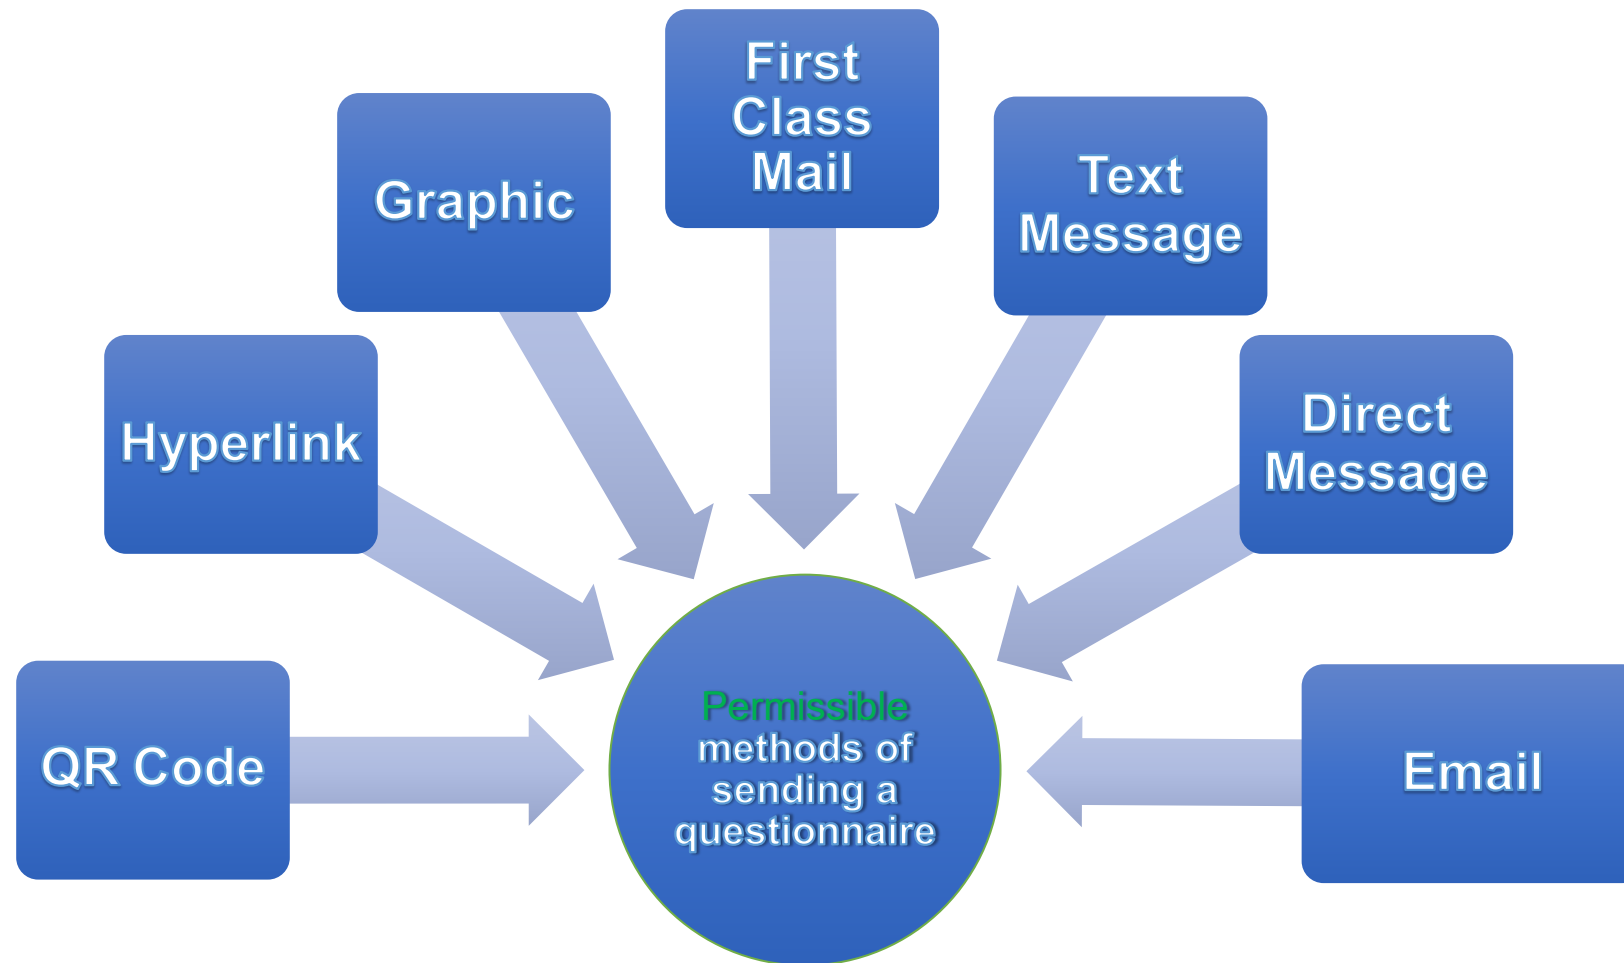 First
Class
Mail
Graphic
Text
Message
Hyperlink
Direct
Message
QR Code
Permissible
methods of
sending a
questionnaire
Email